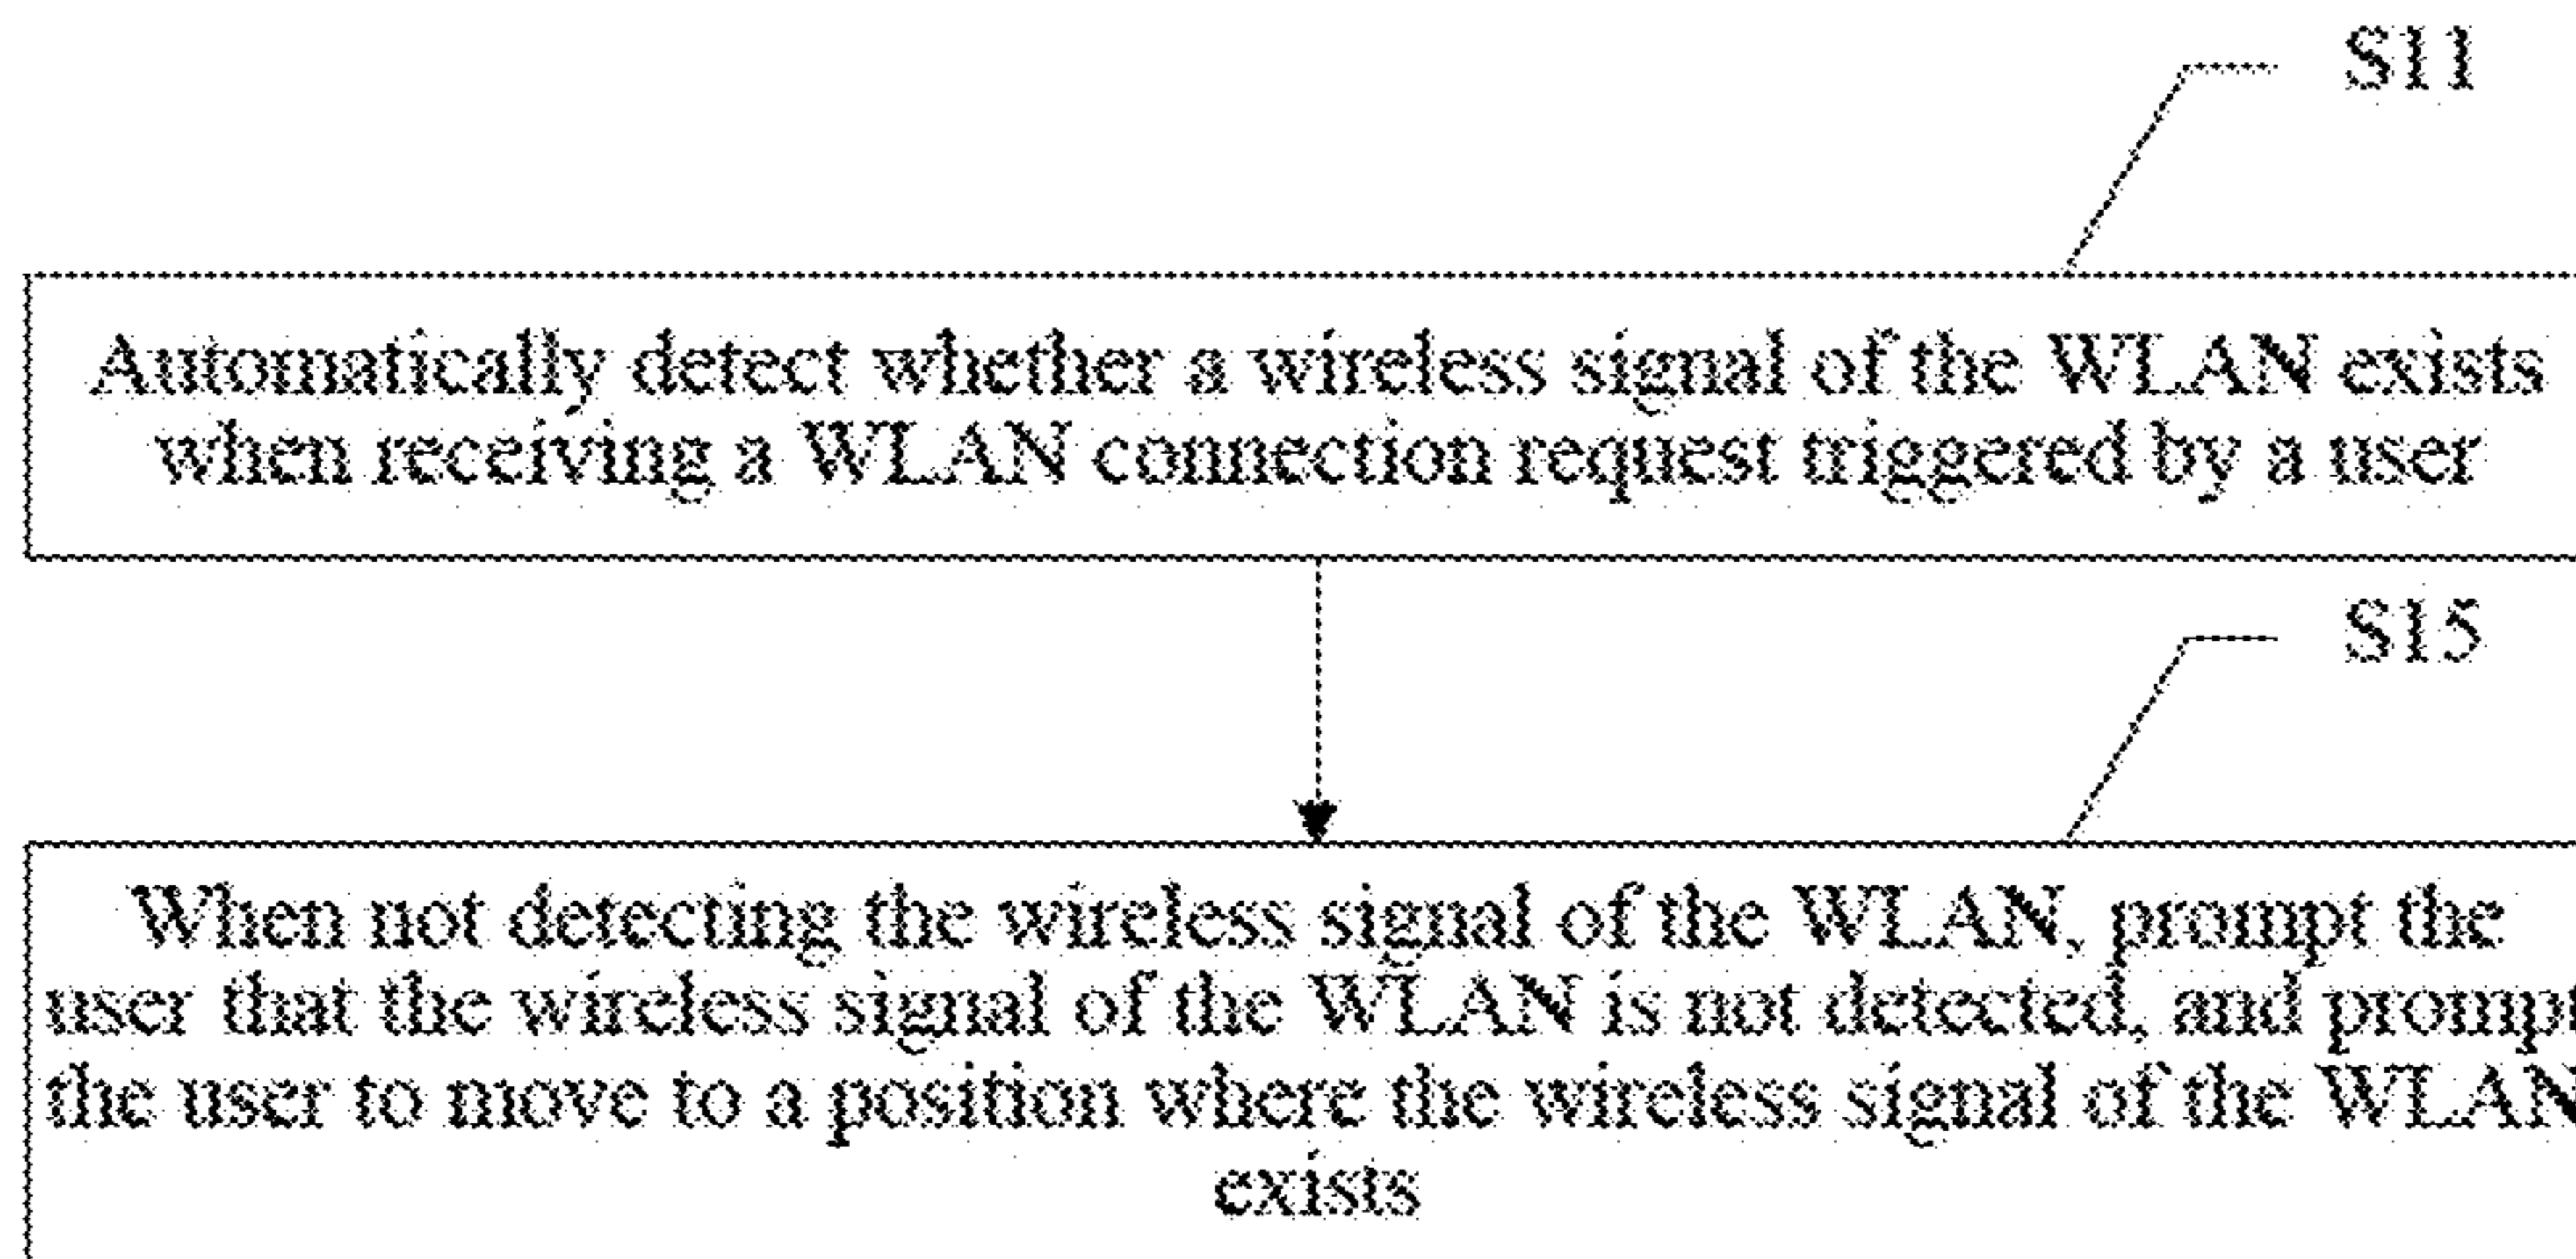 S11
Automatically detect whether a wireless signal of the WLAN exists
when receiving a WLAN connection request triggered by a user
S15
When not detecting the wireless signal of the WLAN, prompt the
user that the wireless signal of the WLAN is not detected, and prompt
the user to move to a position where the wireless signal of the WLAN
exists